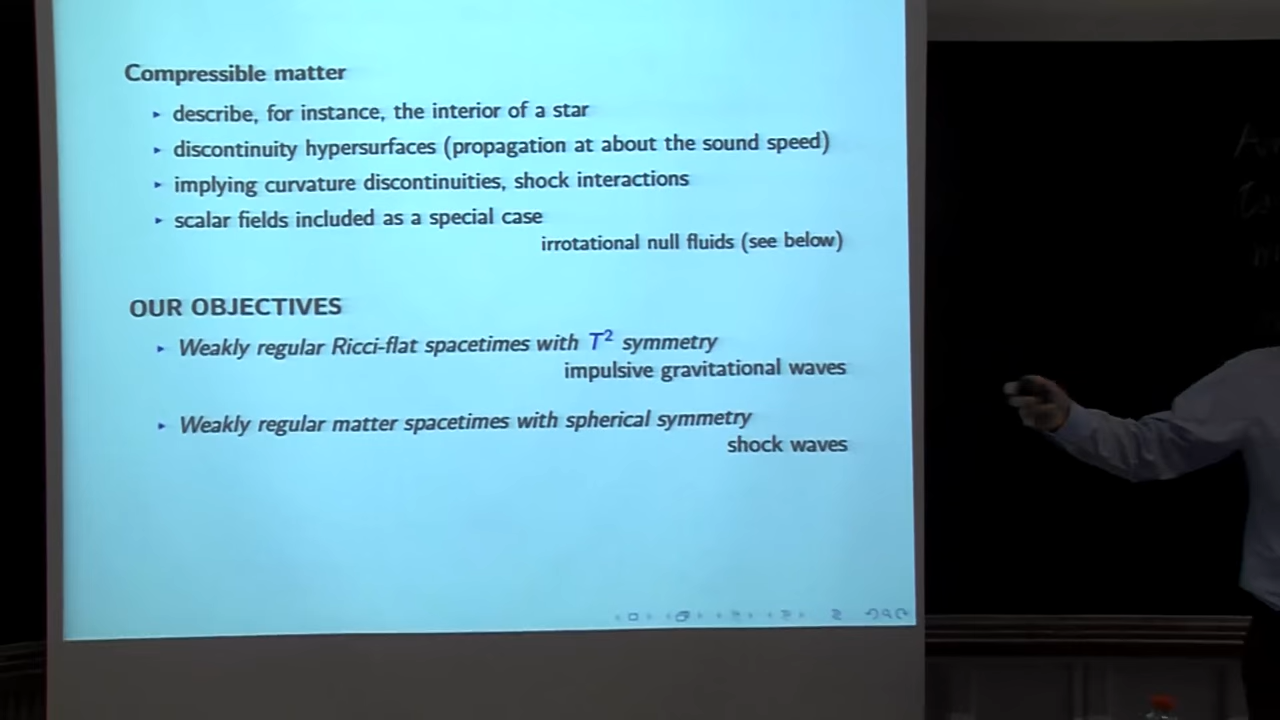 Compressible matter
▸ describe, for instance, the interior of a star
▸ discontinuity hypersurfaces (propagation at about the sound speed)
▸ implying curvature discontinuities, shock interactions
▸ scalar fields included as a special case
irrotational null fluids (see below)
OUR OBJECTIVES
▸ Weakly regular Ricci-flat spacetimes with T² symmetry
impulsive gravitational waves
▸ Weakly regular matter spacetimes with spherical symmetry
shock waves